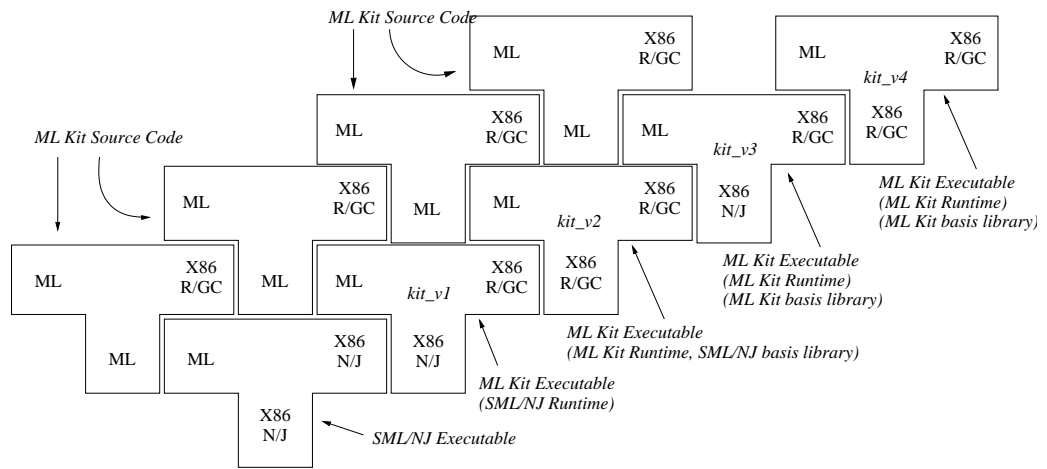 ML Kit Source Code
ML
X86
R/GC
ML
X86
R/GC
kit_v4
X86
R/GC
ML
ML Kit Source Code
ML
X86
R/GC
ML
ML
X86
R/GC
kit_v3
X86
N/J
ML Kit Executable
(ML Kit Runtime)
(ML Kit basis library)
ML
X86
R/GC
ML
ML
X86
R/GC
kit_v2
X86
R/GC
ML Kit Executable
(ML Kit Runtime)
(ML Kit basis library)
ML
X86
R/GC
ML
ML
X86
R/GC
kit_v1
X86
N/J
ML Kit Executable
(ML Kit Runtime, SML/NJ basis library)
ML
X86
N/J
X86
N/J
ML Kit Executable
(SML/NJ Runtime)
SML/NJ Executable